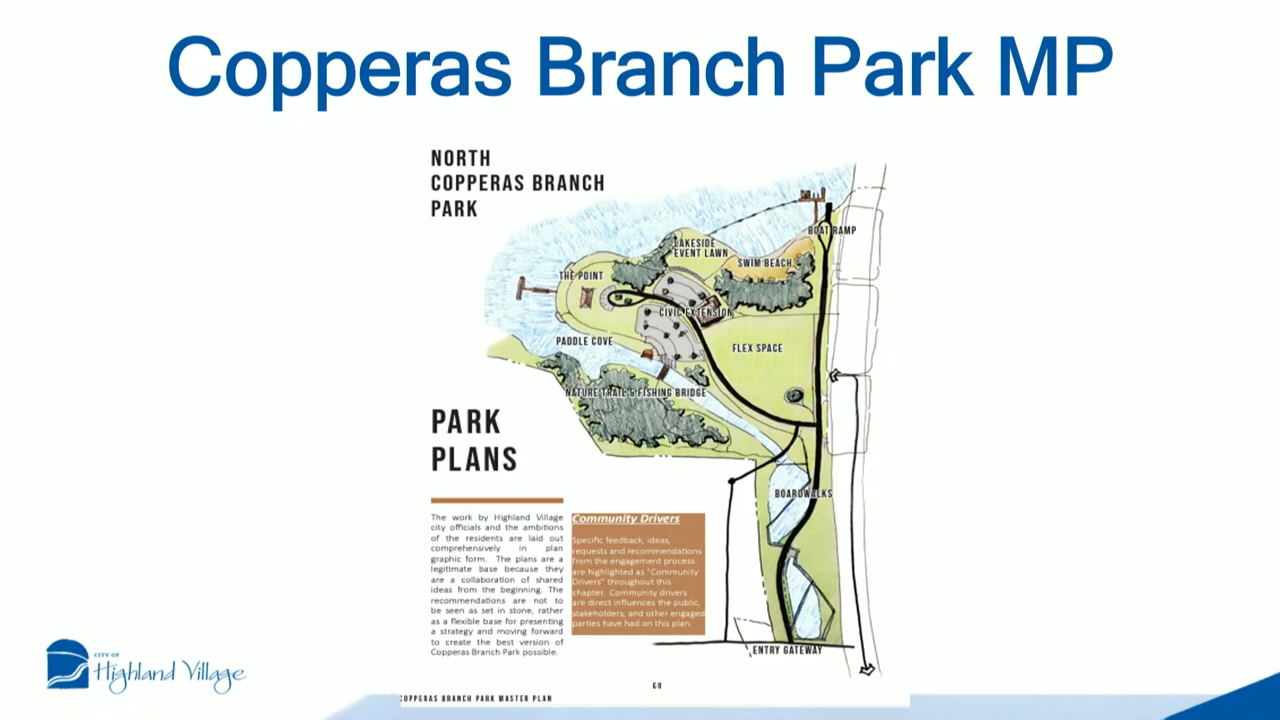 Copperas Branch Park MP
NORTH
COPPERAS BRANCH
PARK
BOAT RAMP
LAKESIDE
EVENT LAWN
SWIM BEACH
THE POINT
CIVIC EXTENSION
PADDLE COVE
FLEX SPACE
NATURE TRAIL & FISHING BRIDGE
PARK
PLANS
BOARDWALKS
The work by Highland Village
city officials and the ambitions
of the residents are laid out
comprehensively in plan
graphic form. The plans are a
legitimate base because they
are a collaboration of shared
ideas from the beginning. The
recommendations are not to
be seen as set in stone, rather
as a flexible base for presenting
a strategy and moving forward
to create the best version of
Copperas Branch Park possible.
Community Drivers
Specific feedback, ideas,
requests and recommendations
from the engagement process
are highlighted as "Community
Drivers" throughout this
chapter. Community drivers
are direct influences the public,
stakeholders, and other engaged
parties have had on this plan.
ENTRY GATEWAY
CITY OF
Highland Village
60
COPPERAS BRANCH PARK MASTER PLAN